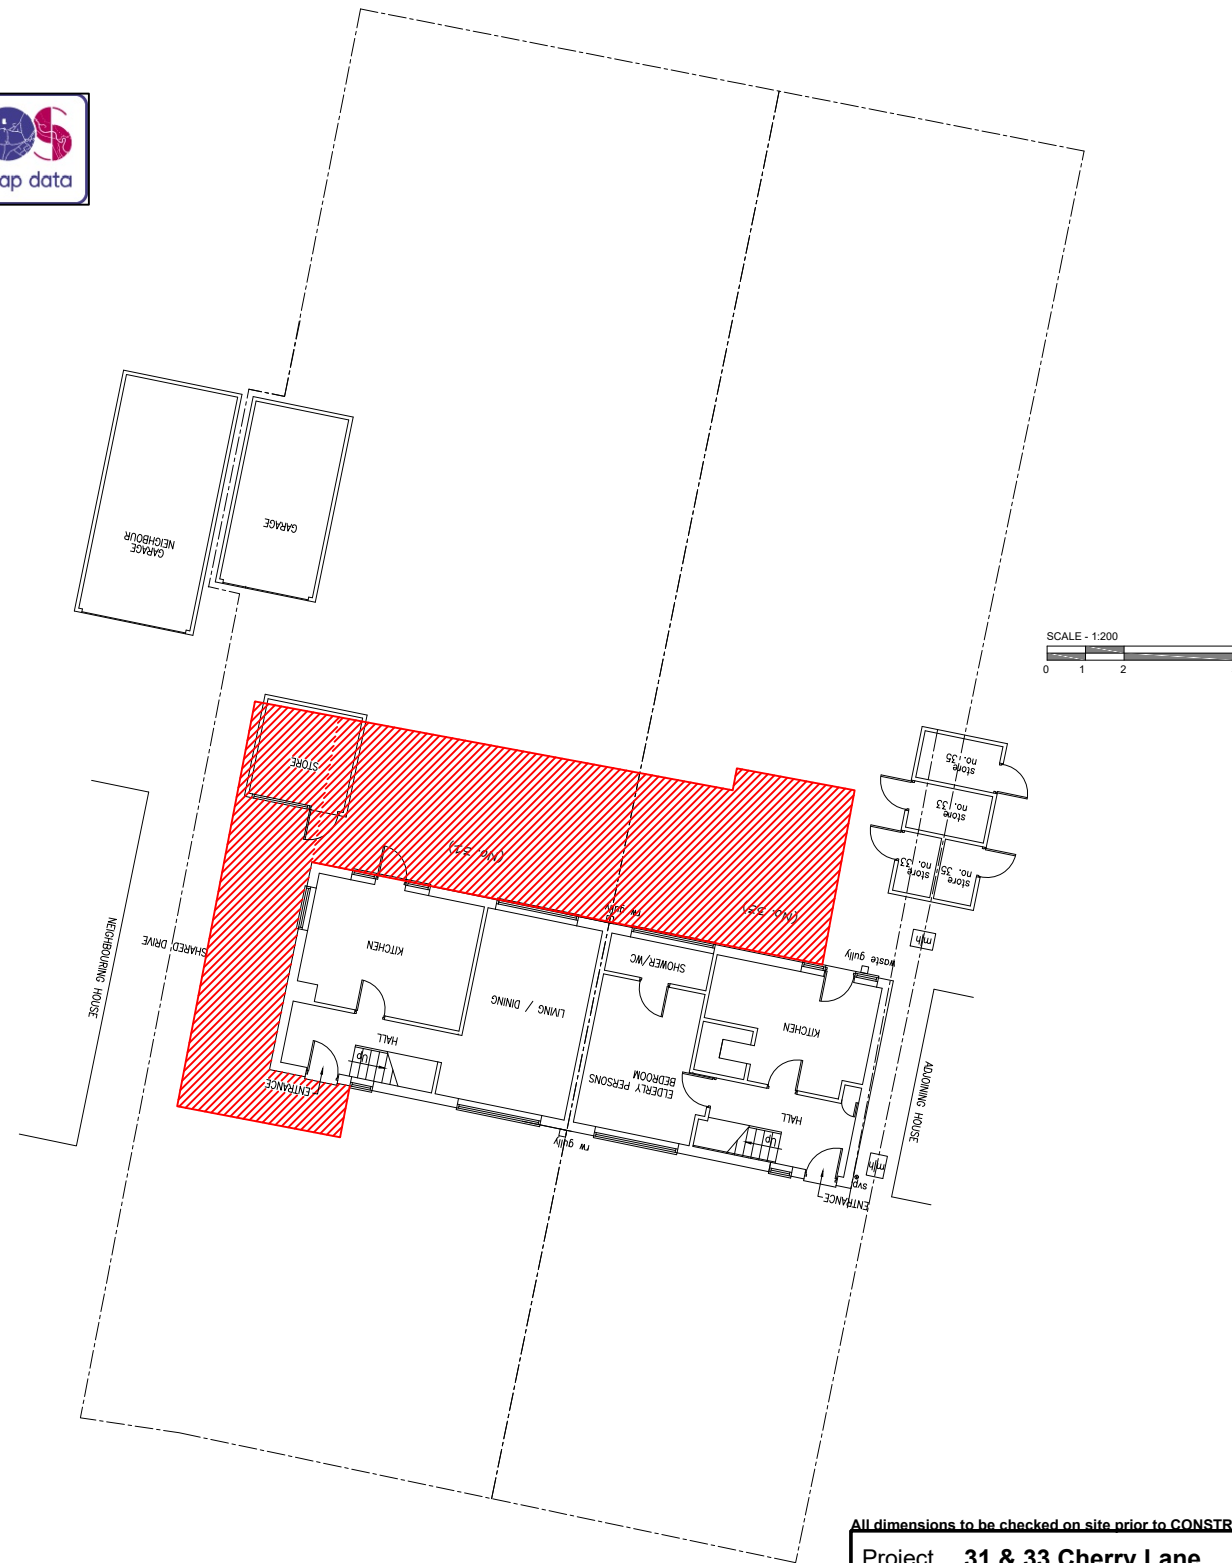 ap data
GARAGE
NEIGHBOUR
GARAGE
SCALE - 1:200
0 1 2
STORE
store
no. 35
store
no. 33
store
no. 33
store
no. 35
(No. 31)
(No. 33)
rw gully
waste gully
m/h
SHARED DRIVE
NEIGHBOURING HOUSE
KITCHEN
LIVING / DINING
SHOWER/WC
KITCHEN
HALL
Up
ENTRANCE
ELDERLY PERSONS
BEDROOM
HALL
Up
ADJOINING HOUSE
rw gully
m/h
svp
ENTRANCE
All dimensions to be checked on site prior to CONSTR
Project 31 & 33 Cherry Lane